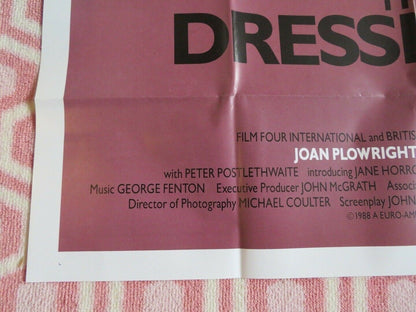 DRESS
FILM FOUR INTERNATIONAL and BRITIS
JOAN PLOWRIGHT
with PETER POSTLETHWAITE introducing JANE HORRO
Music GEORGE FENTON Executive Producer JOHN McGRATH Associ
Director of Photography MICHAEL COULTER Screenplay JOHN
©1988 A EURO-AM